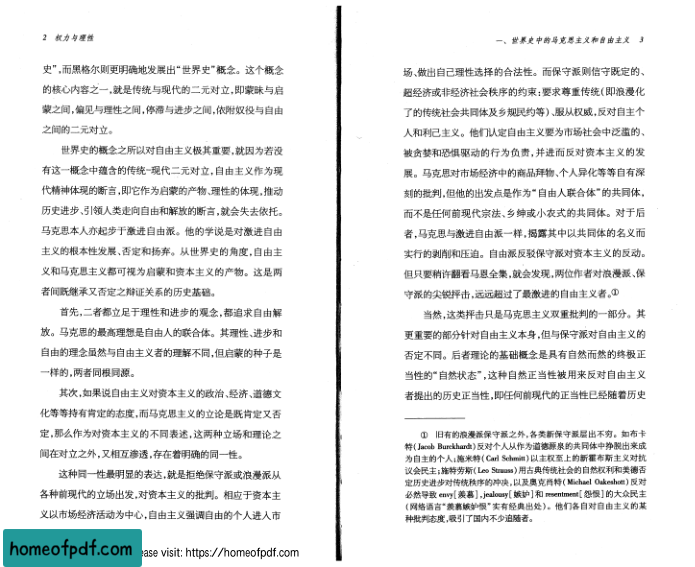 2 权力与理性
史”,而黑格尔则更明确地发展出“世界史”概念。这个概念
的核心内容之一,就是传统与现代的二元对立,即蒙昧与启
蒙之间,偏见与理性之间,停滞与进步之间,依附奴役与自由
之间的二元对立。
世界史的概念之所以对自由主义极其重要,就因为若没
有这一概念中蕴含的传统-现代二元对立,自由主义作为现
代精神体现的断言,即它作为启蒙的产物、理性的体现,推动
历史进步、引领人类走向自由和解放的断言,就会失去依托。
马克思本人亦起步于激进自由派。他的学说是对激进自由
主义的根本性发展、否定和扬弃。从世界史的角度,自由主
义和马克思主义都可视为启蒙和资本主义的产物。这是两
者间既继承又否定之辩证关系的历史基础。
首先,二者都立足于理性和进步的观念,都追求自由解
放。马克思的最高理想是自由人的联合体。其理性、进步和
自由的理念虽然与自由主义者的理解不同,但启蒙的种子是
一样的,两者同根同源。
其次,如果说自由主义对资本主义的政治、经济、道德文
化等等持有肯定的态度,而马克思主义的立论是既肯定又否
定,那么作为对资本主义的不同表述,这两种立场和理论之
间在对立之外,又相互渗透,存在着明确的同一性。
这种同一性最明显的表达,就是拒绝保守派或浪漫派从
各种前现代的立场出发,对资本主义的批判。相应于资本主
义以市场经济活动为中心,自由主义强调自由的个人进入市
一、世界史中的马克思主义和自由主义 3
场、做出自己理性选择的合法性。而保守派则信守既定的、
超经济或非经济社会秩序的约束:要求尊重传统(即浪漫化
了的传统社会共同体及乡规民约等)、服从权威,反对自主个
人和利己主义。他们认定自由主义要为市场社会中泛滥的、
被贪婪和恐惧驱动的行为负责,并进而反对资本主义的发
展。马克思对市场经济中的商品拜物、个人异化等等自有深
刻的批判,但他的出发点是作为“自由人联合体”的共同体,
而不是任何前现代宗法、乡绅或小农式的共同体。对于后
者,马克思与激进自由派一样,揭露其中以共同体的名义而
实行的剥削和压迫。自由派反驳保守派对资本主义的反动。
但只要稍许翻看马恩全集,就会发现,两位作者对浪漫派、保
守派的尖锐抨击,远远超过了最激进的自由主义者。①
当然,这类抨击只是马克思主义双重批判的一部分。其
更重要的部分针对自由主义本身,但与保守派对自由主义的
否定不同。后者理论的基础概念是具有自然而然的终极正
当性的“自然状态”,这种自然正当性被用来反对自由主义
者提出的历史正当性,即任何前现代的正当性已经随着历史
① 旧有的浪漫派保守派之外,各类新保守派层出不穷。如布卡
特(Jacob Burckhardt)反对个人从作为道德源泉的共同体中挣脱出来成
为自主的个人;施米特(Carl Schmitt)以主权至上的新霍布斯主义对抗
议会民主;施特劳斯(Leo Strauss)用古典传统社会的自然权利和美德否
定历史进步对传统秩序的冲决,以及奥克肖特(Michael Oakeshott)反对
必然导致 envy[羡慕],jealousy[嫉妒]和 resentment[怨恨]的大众民主
(网络语言“羡慕嫉妒恨”实有经典出处)。他们各自对自由主义的某
种批判态度,吸引了国内不少追随者。
homeofpdf.com
ease visit: https://homeofpdf.com